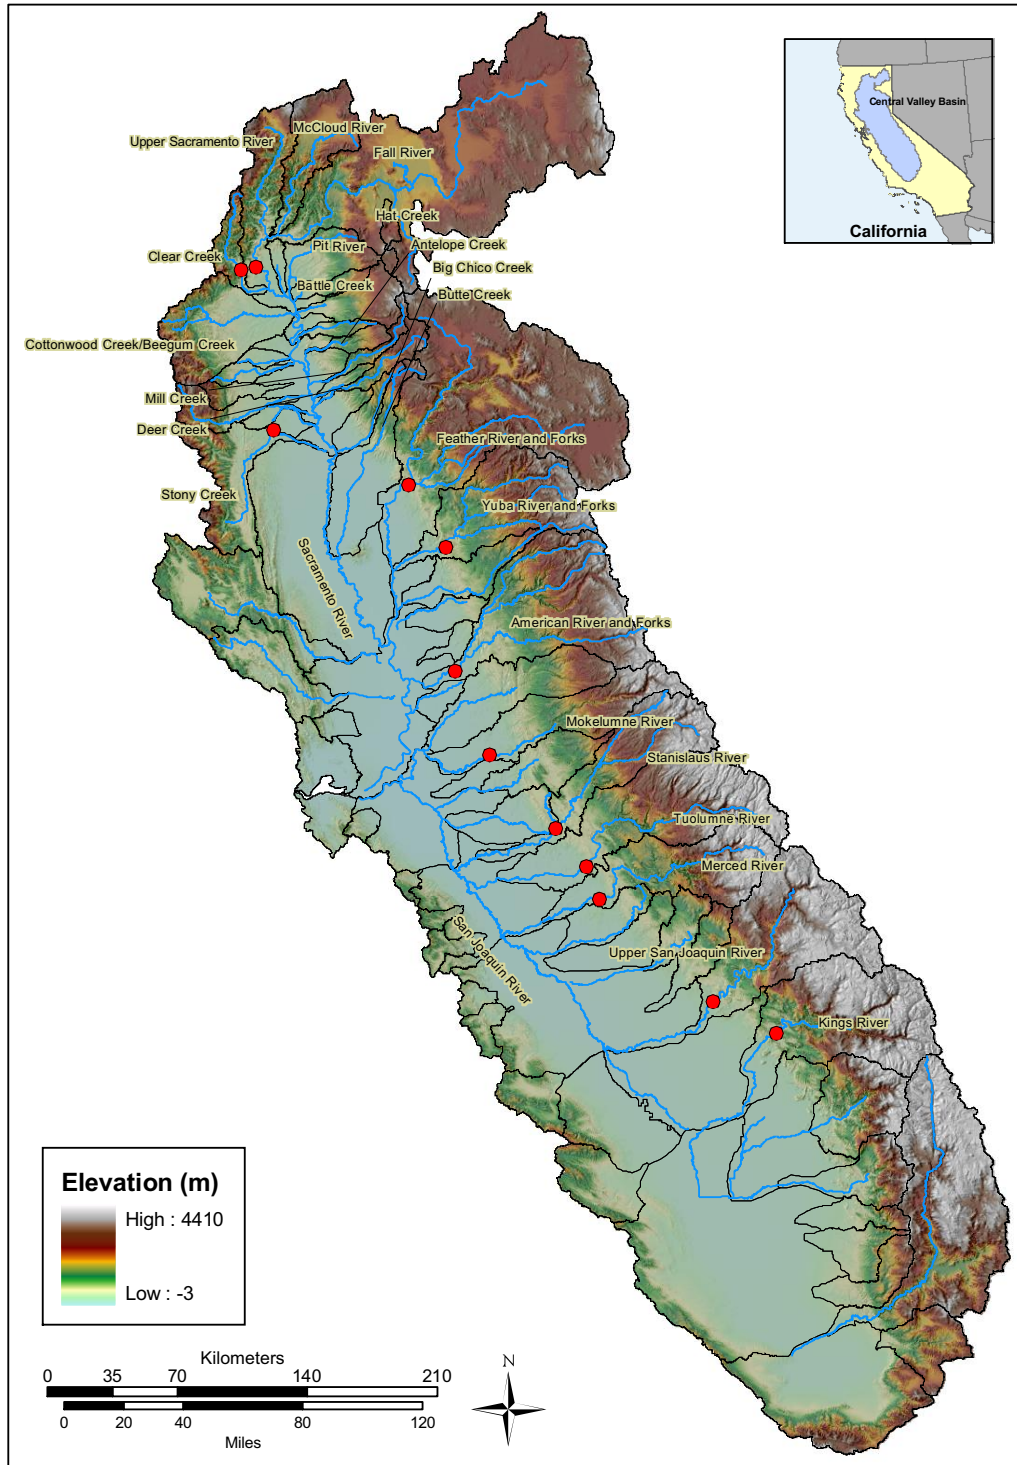 Central Valley Basin
California
McCloud River
Upper Sacramento River
Fall River
Hat Creek
Pit River
Antelope Creek
Clear Creek
Big Chico Creek
Battle Creek
Butte Creek
Cottonwood Creek/Beegum Creek
Mill Creek
Deer Creek
Feather River and Forks
Stony Creek
Yuba River and Forks
Sacramento River
American River and Forks
Mokelumne River
Stanislaus River
Tuolumne River
Merced River
San Joaquin River
Upper San Joaquin River
Kings River
Elevation (m)
High : 4410
Low : -3
Kilometers
0 35 70 140 210
0 20 40 80 120
Miles
N